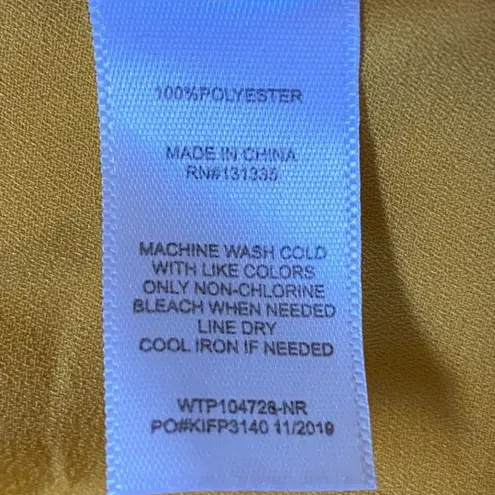 100%POLYESTER
MADE IN CHINA
RN#131335
MACHINE WASH COLD
WITH LIKE COLORS
ONLY NON-CHLORINE
BLEACH WHEN NEEDED
LINE DRY
COOL IRON IF NEEDED
WTP104728-NR
PO#KIFP3140 11/2019